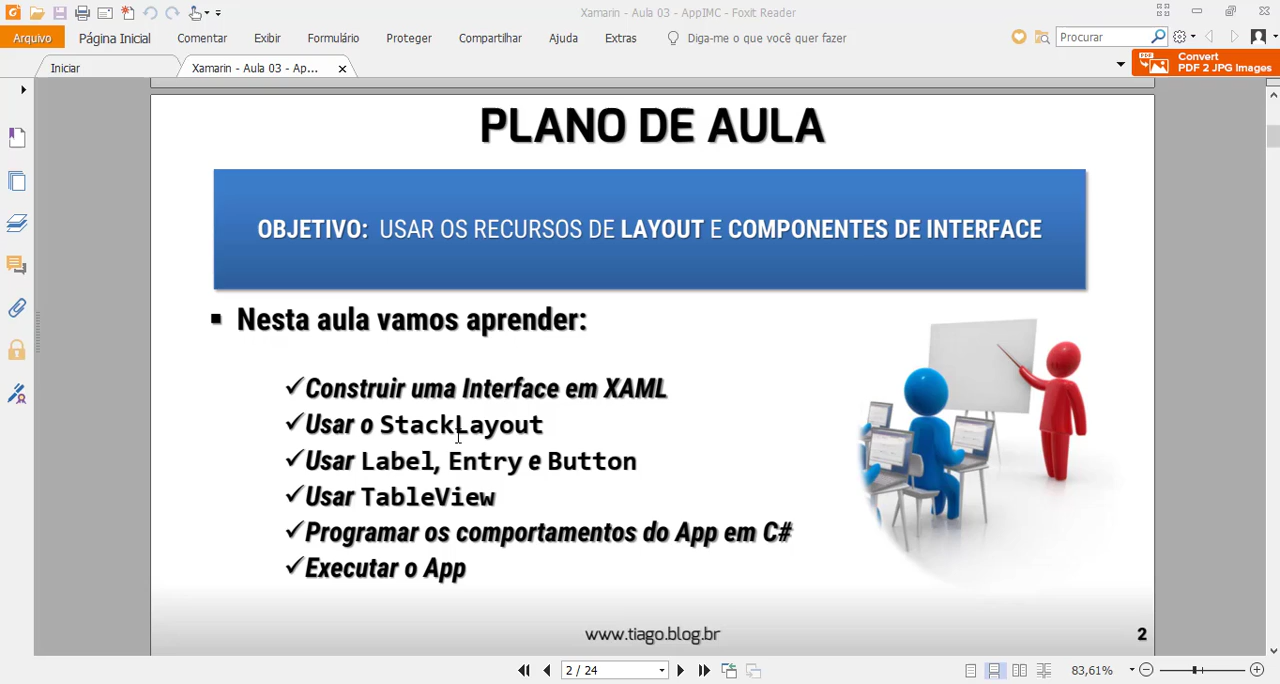 Xamarin - Aula 03 - AppIMC - Foxit Reader
Arquivo Página Inicial Comentar Exibir Formulário Proteger Compartilhar Ajuda Extras Diga-me o que você quer fazer Procurar
Iniciar Xamarin - Aula 03 - Ap... Convert
PDF 2 JPG Images
PLANO DE AULA
OBJETIVO: USAR OS RECURSOS DE LAYOUT E COMPONENTES DE INTERFACE
Nesta aula vamos aprender:
Construir uma Interface em XAML
Usar o StackLayout
Usar Label, Entry e Button
Usar TableView
Programar os comportamentos do App em C#
Executar o App
www.tiago.blog.br 2
2 / 24 83,61%